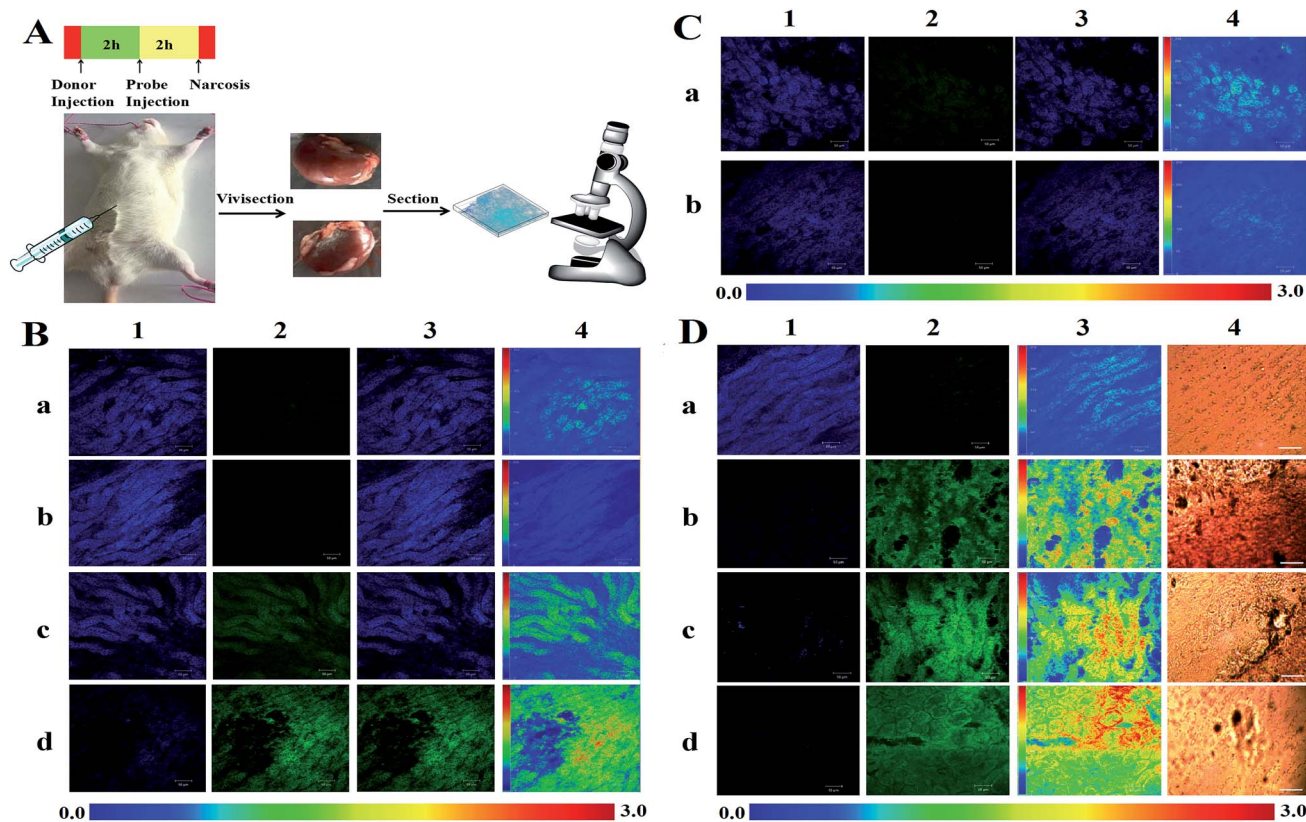 A
2h 2h
Donor Injection
Probe Injection
Narcosis
Vivisection
Section
B
1 2 3 4
a
b
c
d
0.0 3.0
C
1 2 3 4
a
b
0.0 3.0
D
1 2 3 4
a
b
c
d
0.0 3.0